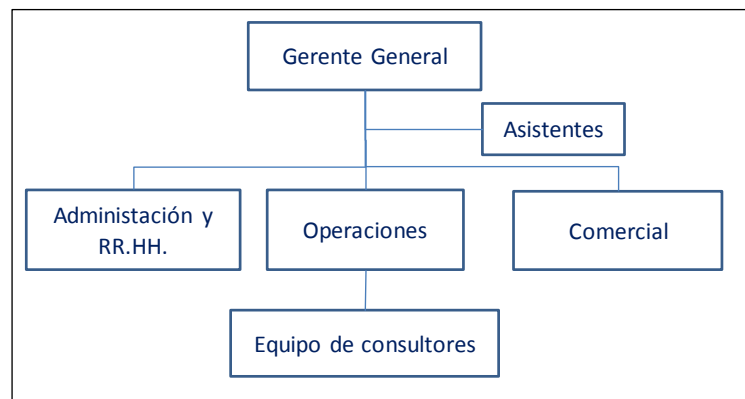 Gerente General
Asistentes
Administación y
RR.HH.
Operaciones
Comercial
Equipo de consultores